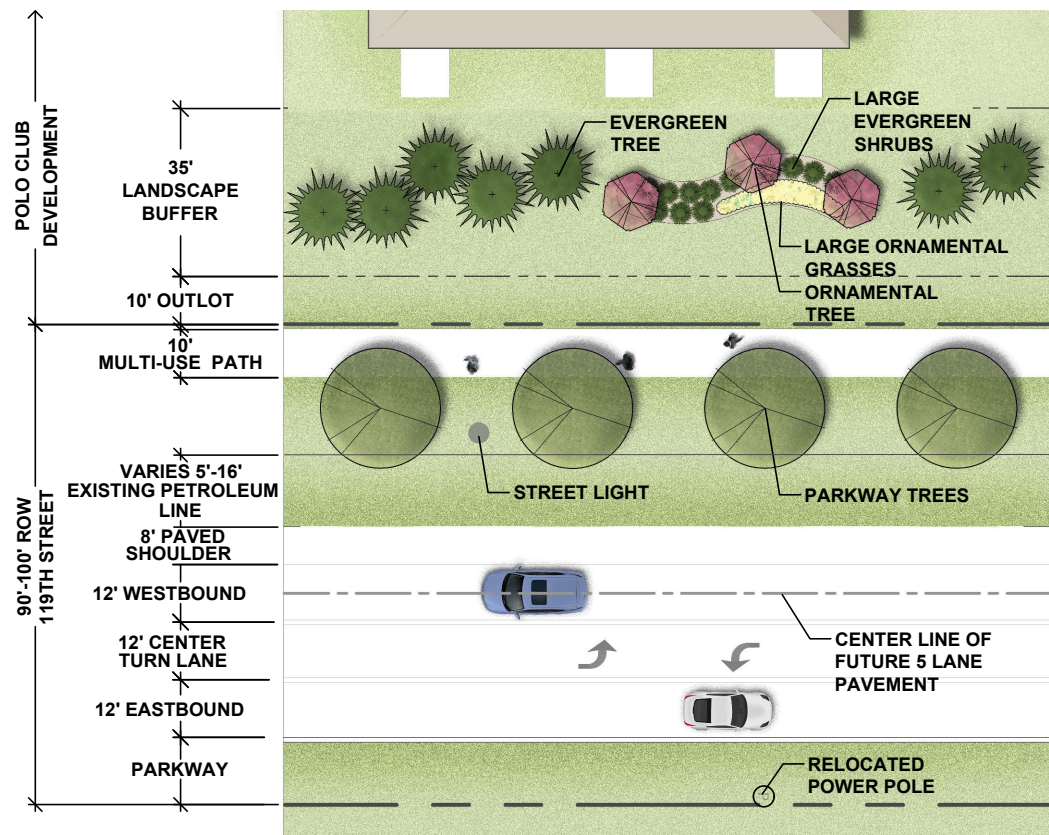 POLO CLUB
DEVELOPMENT
35'
LANDSCAPE
BUFFER
10' OUTLOT
EVERGREEN
TREE
LARGE
EVERGREEN
SHRUBS
LARGE ORNAMENTAL
GRASSES
ORNAMENTAL
TREE
90'-100' ROW
119TH STREET
10'
MULTI-USE PATH
VARIES 5'-16'
EXISTING PETROLEUM
LINE
STREET LIGHT
PARKWAY TREES
8' PAVED
SHOULDER
12' WESTBOUND
12' CENTER
TURN LANE
CENTER LINE OF
FUTURE 5 LANE
PAVEMENT
12' EASTBOUND
PARKWAY
RELOCATED
POWER POLE